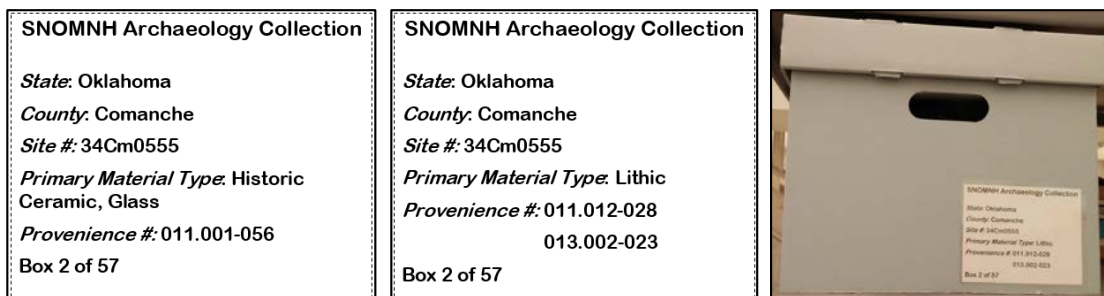 SNOMNH Archaeology Collection
State: Oklahoma
County: Comanche
Site #: 34Cm0555
Primary Material Type: Historic
Ceramic, Glass
Provenience #: 011.001-056
Box 2 of 57
SNOMNH Archaeology Collection
State: Oklahoma
County: Comanche
Site #: 34Cm0555
Primary Material Type: Lithic
Provenience #: 011.012-028
013.002-023
Box 2 of 57
SNOMNH Archaeology Collection
State: Oklahoma
County: Comanche
Site #: 34Cm0555
Primary Material Type: Lithic
Provenience #: 011.012-028
013.002-023
Box 2 of 57